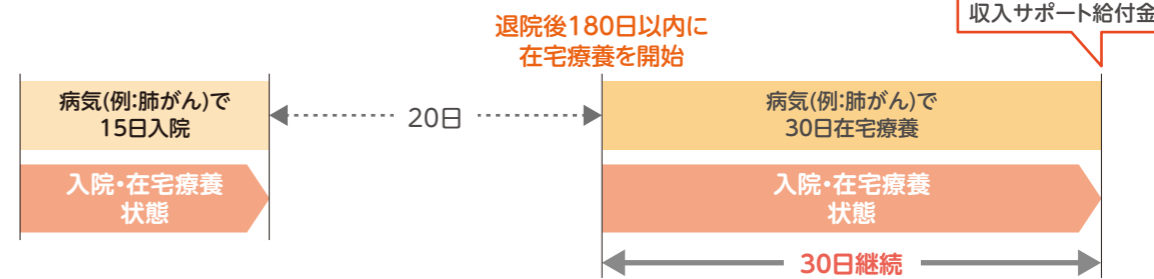 収入サポート給付金
退院後180日以内に
在宅療養を開始
病気(例:肺がん)で
15日入院
20日
病気(例:肺がん)で
30日在宅療養
入院・在宅療養
状態
入院・在宅療養
状態
30日継続